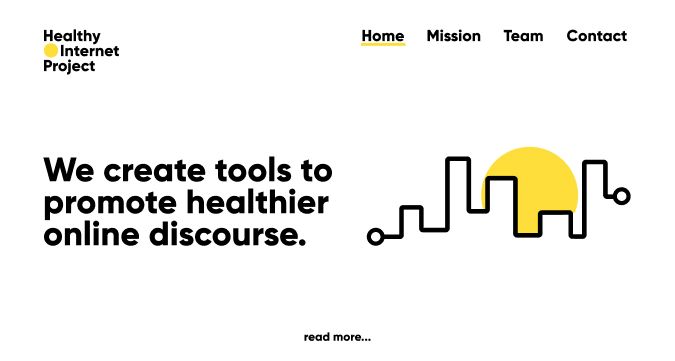 Healthy
Internet
Project
Home Mission Team Contact
We create tools to
promote healthier
online discourse.
read more...